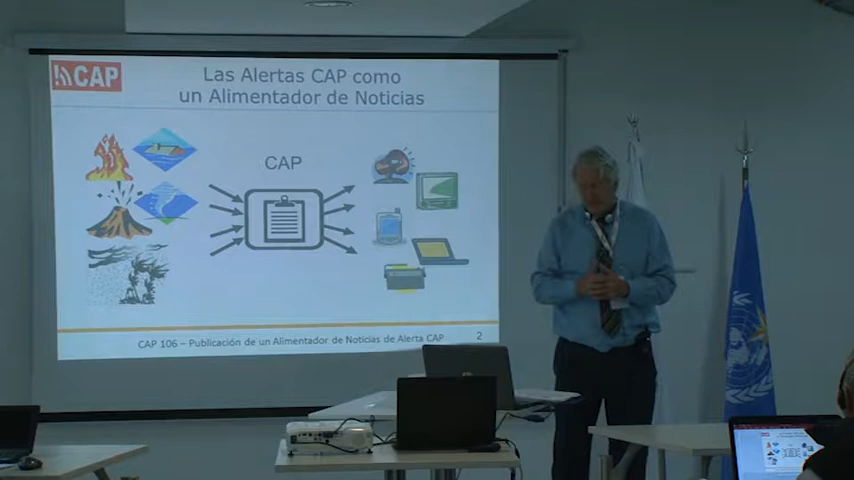 CAP
Las Alertas CAP como
un Alimentador de Noticias
CAP
CAP 106 – Publicación de un Alimentador de Noticias de Alerta CAP
2